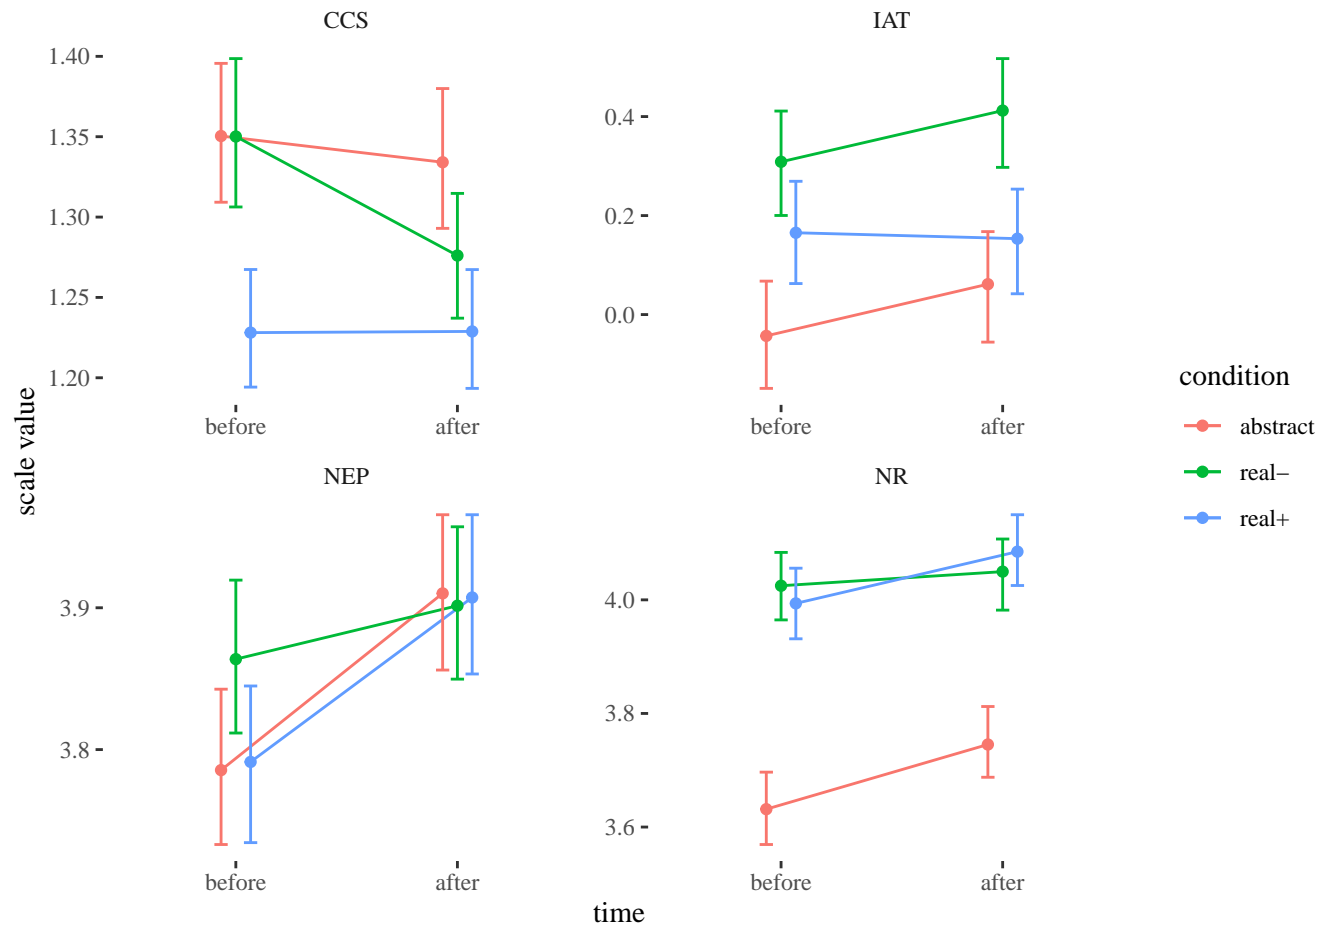 CCS
IAT
1.40
1.35
1.30
1.25
1.20
0.4
0.2
0.0
before after
before after
scale value
NEP
NR
3.9
3.8
4.0
3.8
3.6
before after
before after
time
condition
abstract
real−
real+